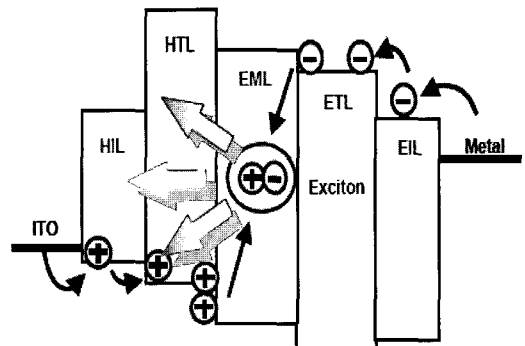 HTL
EML
ETL
HIL
EIL
Metal
Exciton
ITO
+
+
+
+
+
-
-
-
-